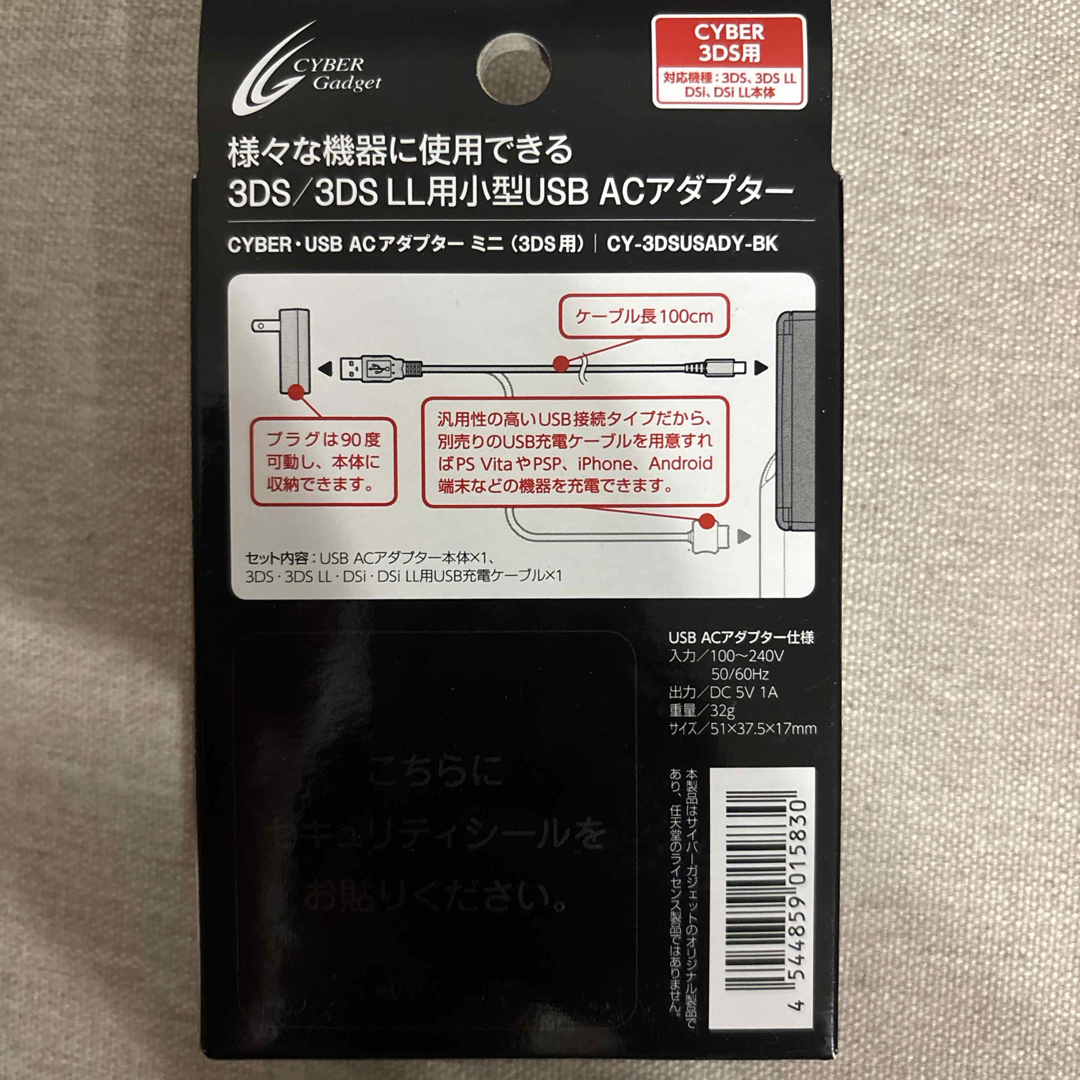 CYBER
Gadget
CYBER
3DS用
対応機種：3DS、3DS LL
DSi、DSi LL本体
様々な機器に使用できる
3DS／3DS LL用小型USB ACアダプター
CYBER・USB ACアダプター ミニ（3DS用）｜CY-3DSUSADY-BK
ケーブル長100cm
プラグは90度
可動し、本体に
収納できます。
汎用性の高いUSB接続タイプだから、
別売りのUSB充電ケーブルを用意すれ
ばPS VitaやPSP、iPhone、Android
端末などの機器を充電できます。
セット内容：USB ACアダプター本体×1、
3DS・3DS LL・DSi・DSi LL用USB充電ケーブル×1
USB ACアダプター仕様
入力／100～240V
50/60Hz
出力／DC 5V 1A
重量／32g
サイズ／51×37.5×17mm
こちらに
セキュリティシールを
お貼りください。
本製品はサイバーガジェットのオリジナル製品で
あり、任天堂のライセンス製品ではありません。
4 544859 015830